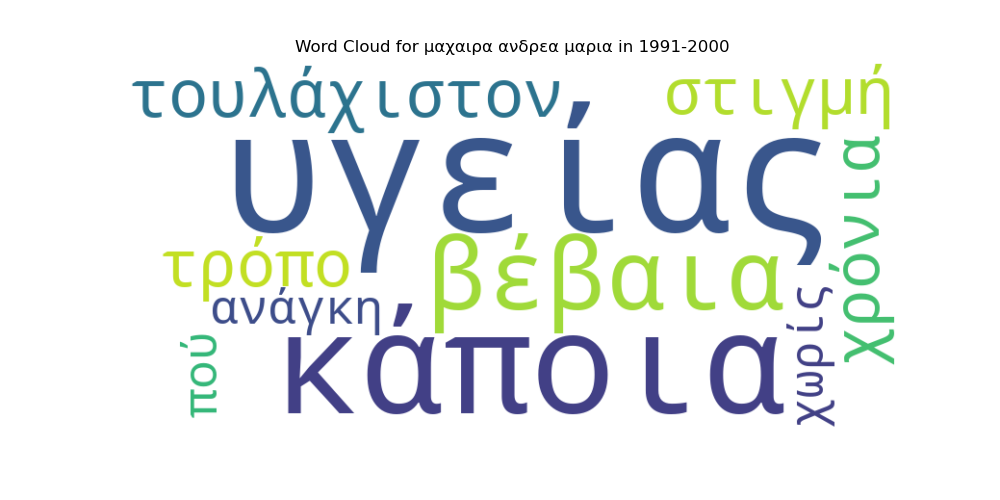 Word Cloud for μαχαιρα ανδρεα μαρια in 1991-2000
τουλάχιστον
στιγμή
υγείας
χρόνια
τρόπο
βέβαια
ανάγκη
χωρίς
πού
κάποια